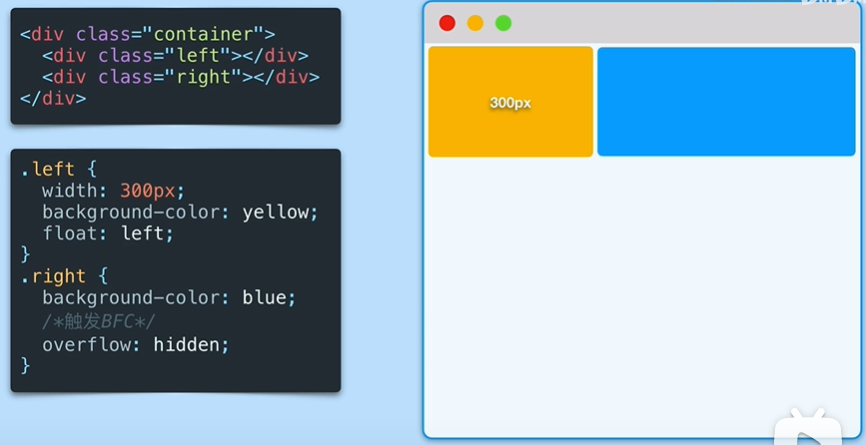 <div class="container">
  <div class="left"></div>
  <div class="right"></div>
</div>
.left {
  width: 300px;
  background-color: yellow;
  float: left;
}
.right {
  background-color: blue;
  /*触发BFC*/
  overflow: hidden;
}
300px